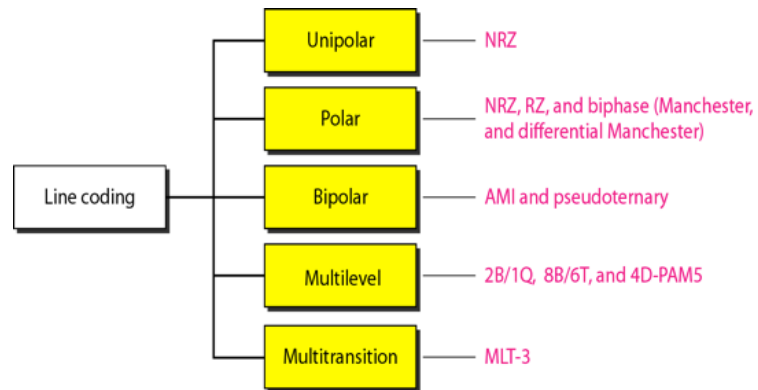 Line coding
Unipolar
NRZ
Polar
NRZ, RZ, and biphase (Manchester,
and differential Manchester)
Bipolar
AMI and pseudoternary
Multilevel
2B/1Q, 8B/6T, and 4D-PAM5
Multitransition
MLT-3